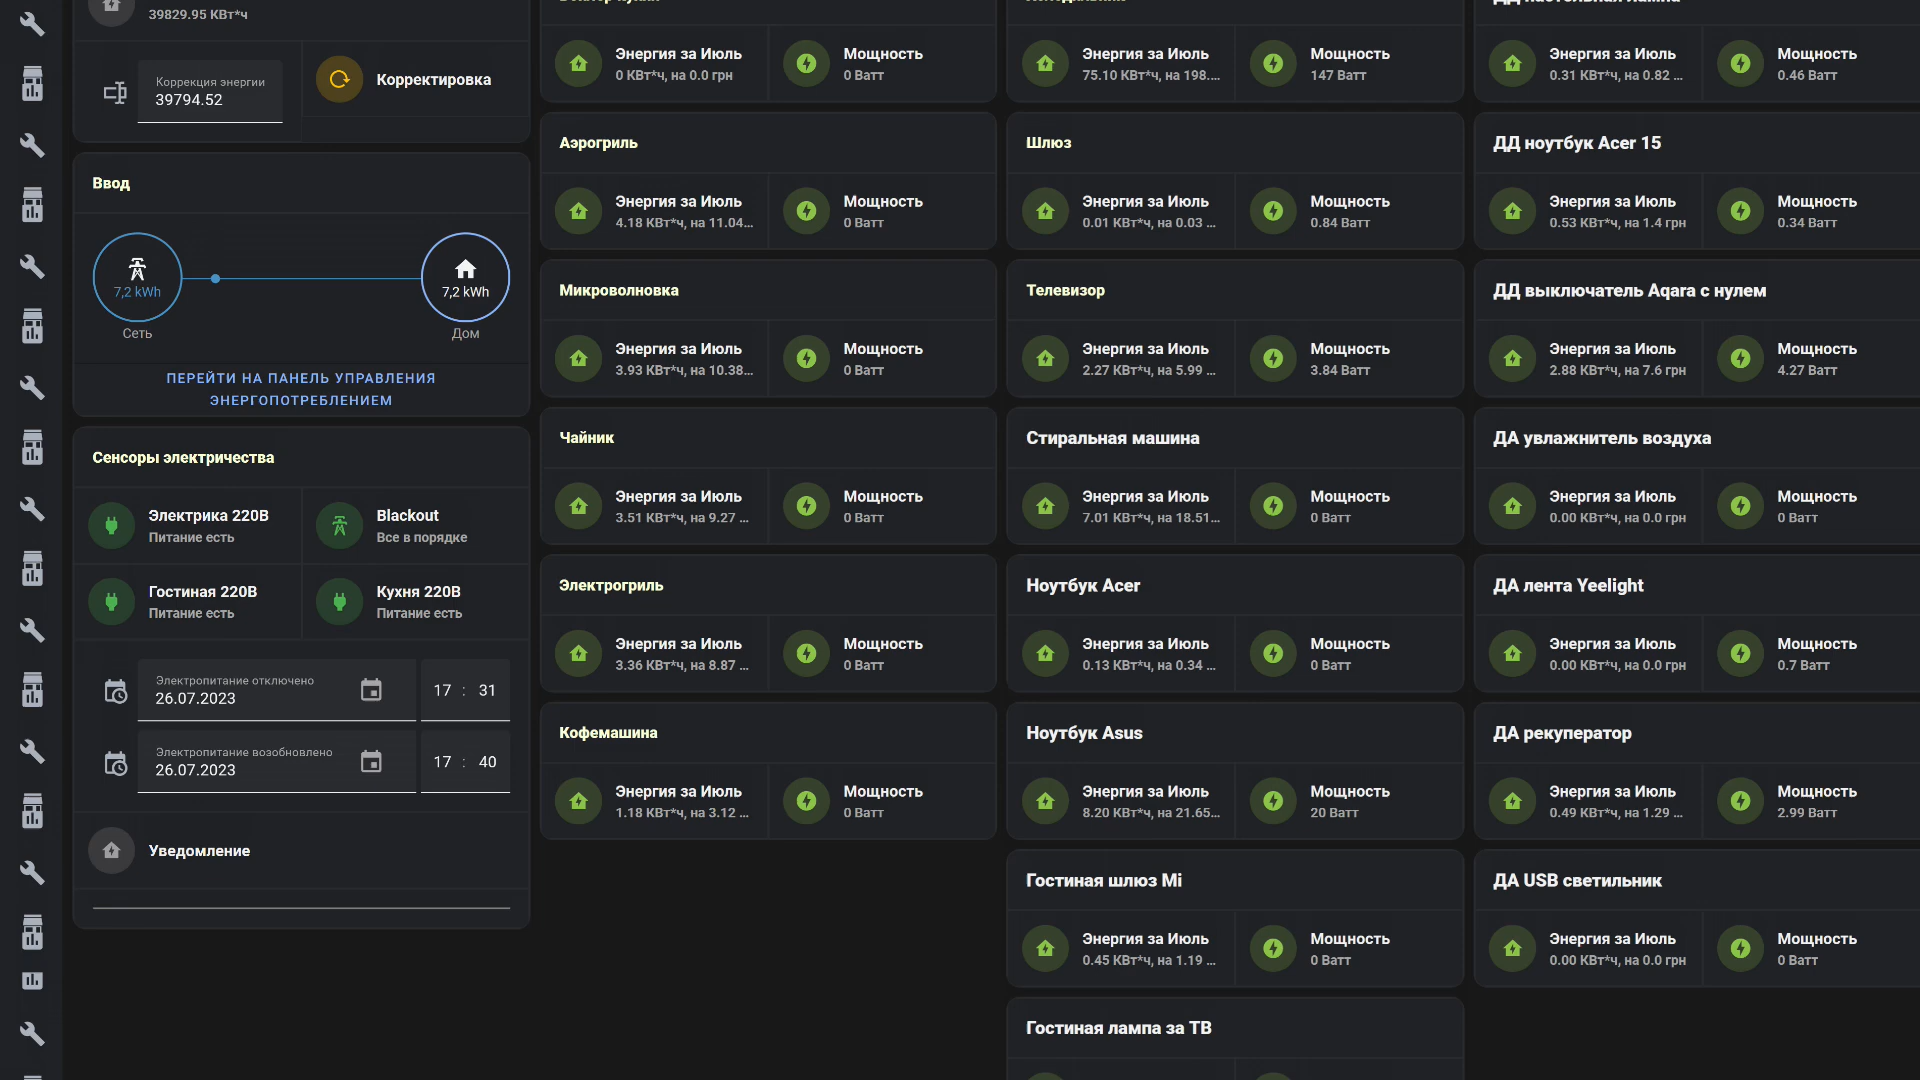 39829.95 КВт*ч
Коррекция энергии
39794.52
Корректировка
Ввод
7,2 kWh
7,2 kWh
Сеть
Дом
ПЕРЕЙТИ НА ПАНЕЛЬ УПРАВЛЕНИЯ
ЭНЕРГОПОТРЕБЛЕНИЕМ
Сенсоры электричества
Электрика 220В
Питание есть
Blackout
Все в порядке
Гостиная 220В
Питание есть
Кухня 220В
Питание есть
Электропитание отключено
26.07.2023
17 : 31
Электропитание возобновлено
26.07.2023
17 : 40
Уведомление
Энергия за Июль
0 КВт*ч, на 0.0 грн
Мощность
0 Ватт
Аэрогриль
Энергия за Июль
4.18 КВт*ч, на 11.04...
Мощность
0 Ватт
Микроволновка
Энергия за Июль
3.93 КВт*ч, на 10.38...
Мощность
0 Ватт
Чайник
Энергия за Июль
3.51 КВт*ч, на 9.27 ...
Мощность
0 Ватт
Электрогриль
Энергия за Июль
3.36 КВт*ч, на 8.87 ...
Мощность
0 Ватт
Кофемашина
Энергия за Июль
1.18 КВт*ч, на 3.12 ...
Мощность
0 Ватт
Энергия за Июль
75.10 КВт*ч, на 198....
Мощность
147 Ватт
Шлюз
Энергия за Июль
0.01 КВт*ч, на 0.03 ...
Мощность
0.84 Ватт
Телевизор
Энергия за Июль
2.27 КВт*ч, на 5.99 ...
Мощность
3.84 Ватт
Стиральная машина
Энергия за Июль
7.01 КВт*ч, на 18.51...
Мощность
0 Ватт
Ноутбук Acer
Энергия за Июль
0.13 КВт*ч, на 0.34 ...
Мощность
0 Ватт
Ноутбук Asus
Энергия за Июль
8.20 КВт*ч, на 21.65...
Мощность
20 Ватт
Гостиная шлюз Mi
Энергия за Июль
0.45 КВт*ч, на 1.19 ...
Мощность
0 Ватт
Гостиная лампа за ТВ
ДД настольная лампа
Энергия за Июль
0.31 КВт*ч, на 0.82 ...
Мощность
0.46 Ватт
ДД ноутбук Acer 15
Энергия за Июль
0.53 КВт*ч, на 1.4 грн
Мощность
0.34 Ватт
ДД выключатель Aqara с нулем
Энергия за Июль
2.88 КВт*ч, на 7.6 грн
Мощность
4.27 Ватт
ДА увлажнитель воздуха
Энергия за Июль
0.00 КВт*ч, на 0.0 грн
Мощность
0 Ватт
ДА лента Yeelight
Энергия за Июль
0.00 КВт*ч, на 0.0 грн
Мощность
0.7 Ватт
ДА рекуператор
Энергия за Июль
0.49 КВт*ч, на 1.29 ...
Мощность
2.99 Ватт
ДА USB светильник
Энергия за Июль
0.00 КВт*ч, на 0.0 грн
Мощность
0 Ватт